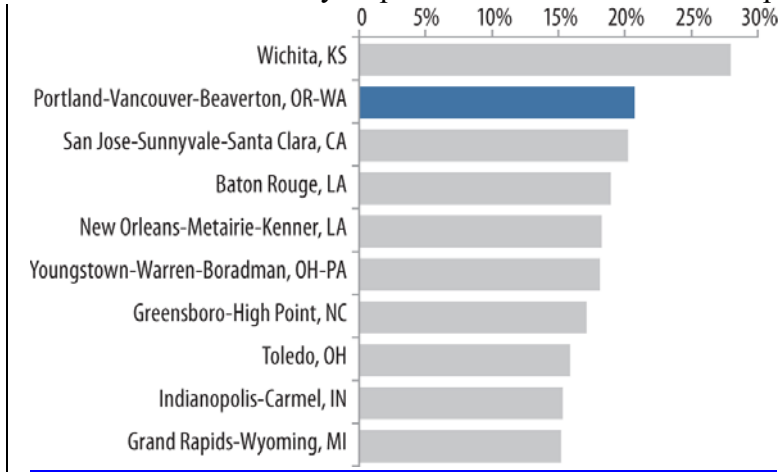 0 5% 10% 15% 20% 25% 30%
Wichita, KS
Portland-Vancouver-Beaverton, OR-WA
San Jose-Sunnyvale-Santa Clara, CA
Baton Rouge, LA
New Orleans-Metairie-Kenner, LA
Youngstown-Warren-Boradman, OH-PA
Greensboro-High Point, NC
Toledo, OH
Indianopolis-Carmel, IN
Grand Rapids-Wyoming, MI